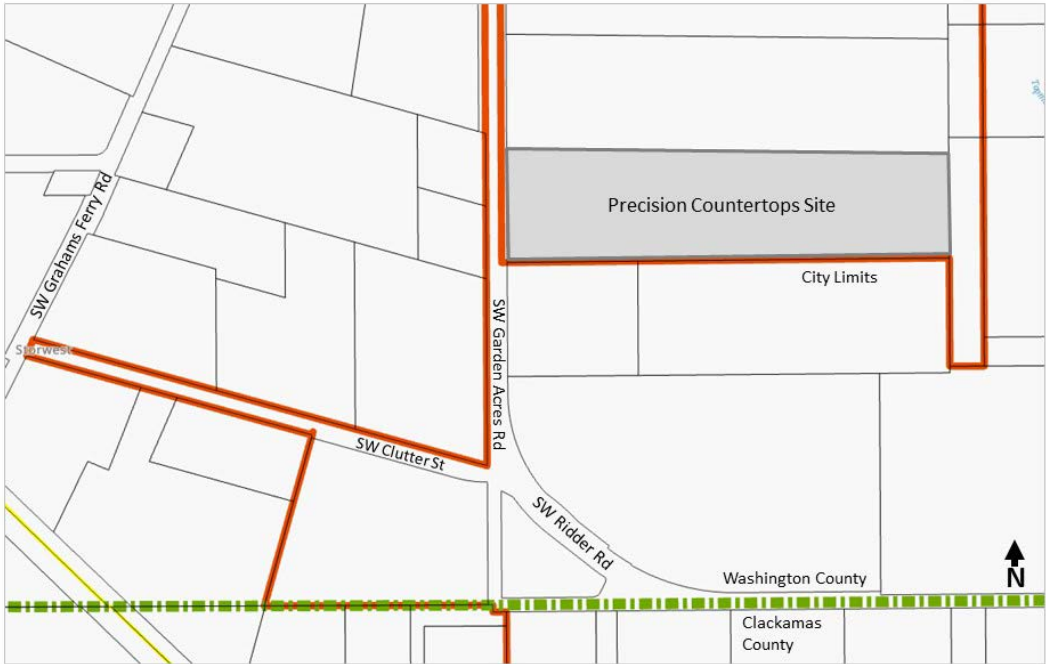 Precision Countertops Site
SW Grahams Ferry Rd
City Limits
SW Garden Acres Rd
Storwest
SW Clutter St
SW Ridder Rd
N
Washington County
Clackamas
County